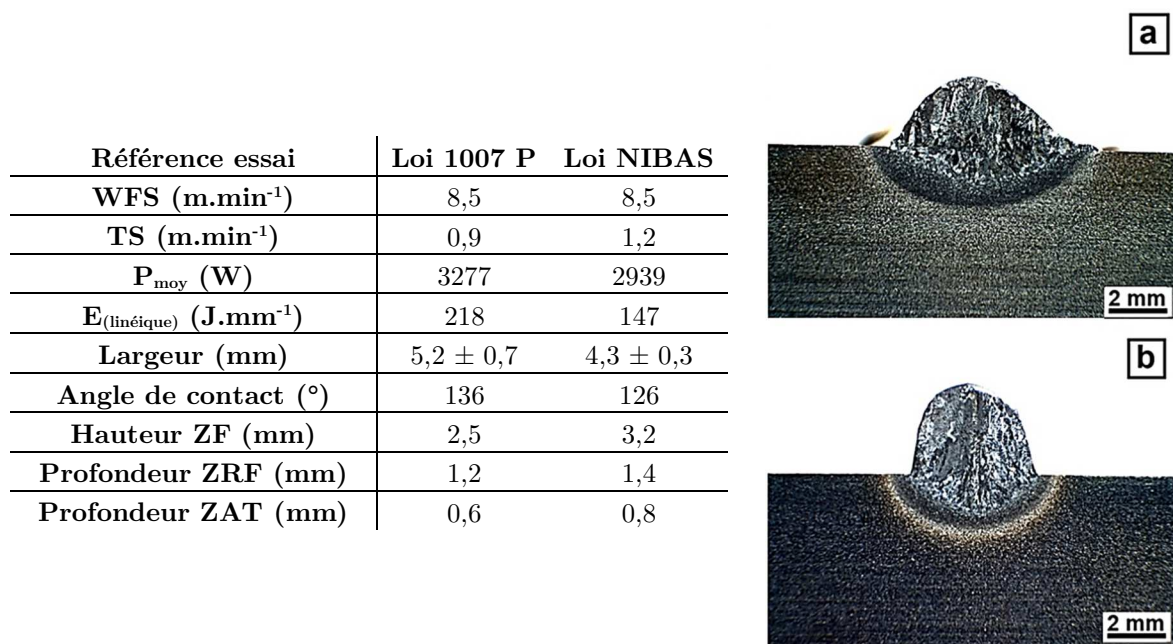 Référence essai Loi 1007 P Loi NIBAS
WFS (m.min-1) 8,5 8,5
TS (m.min-1) 0,9 1,2
Pmoy (W) 3277 2939
E(linéique) (J.mm-1) 218 147
Largeur (mm) 5,2 ± 0,7 4,3 ± 0,3
Angle de contact (°) 136 126
Hauteur ZF (mm) 2,5 3,2
Profondeur ZRF (mm) 1,2 1,4
Profondeur ZAT (mm) 0,6 0,8
a
2 mm
b
2 mm